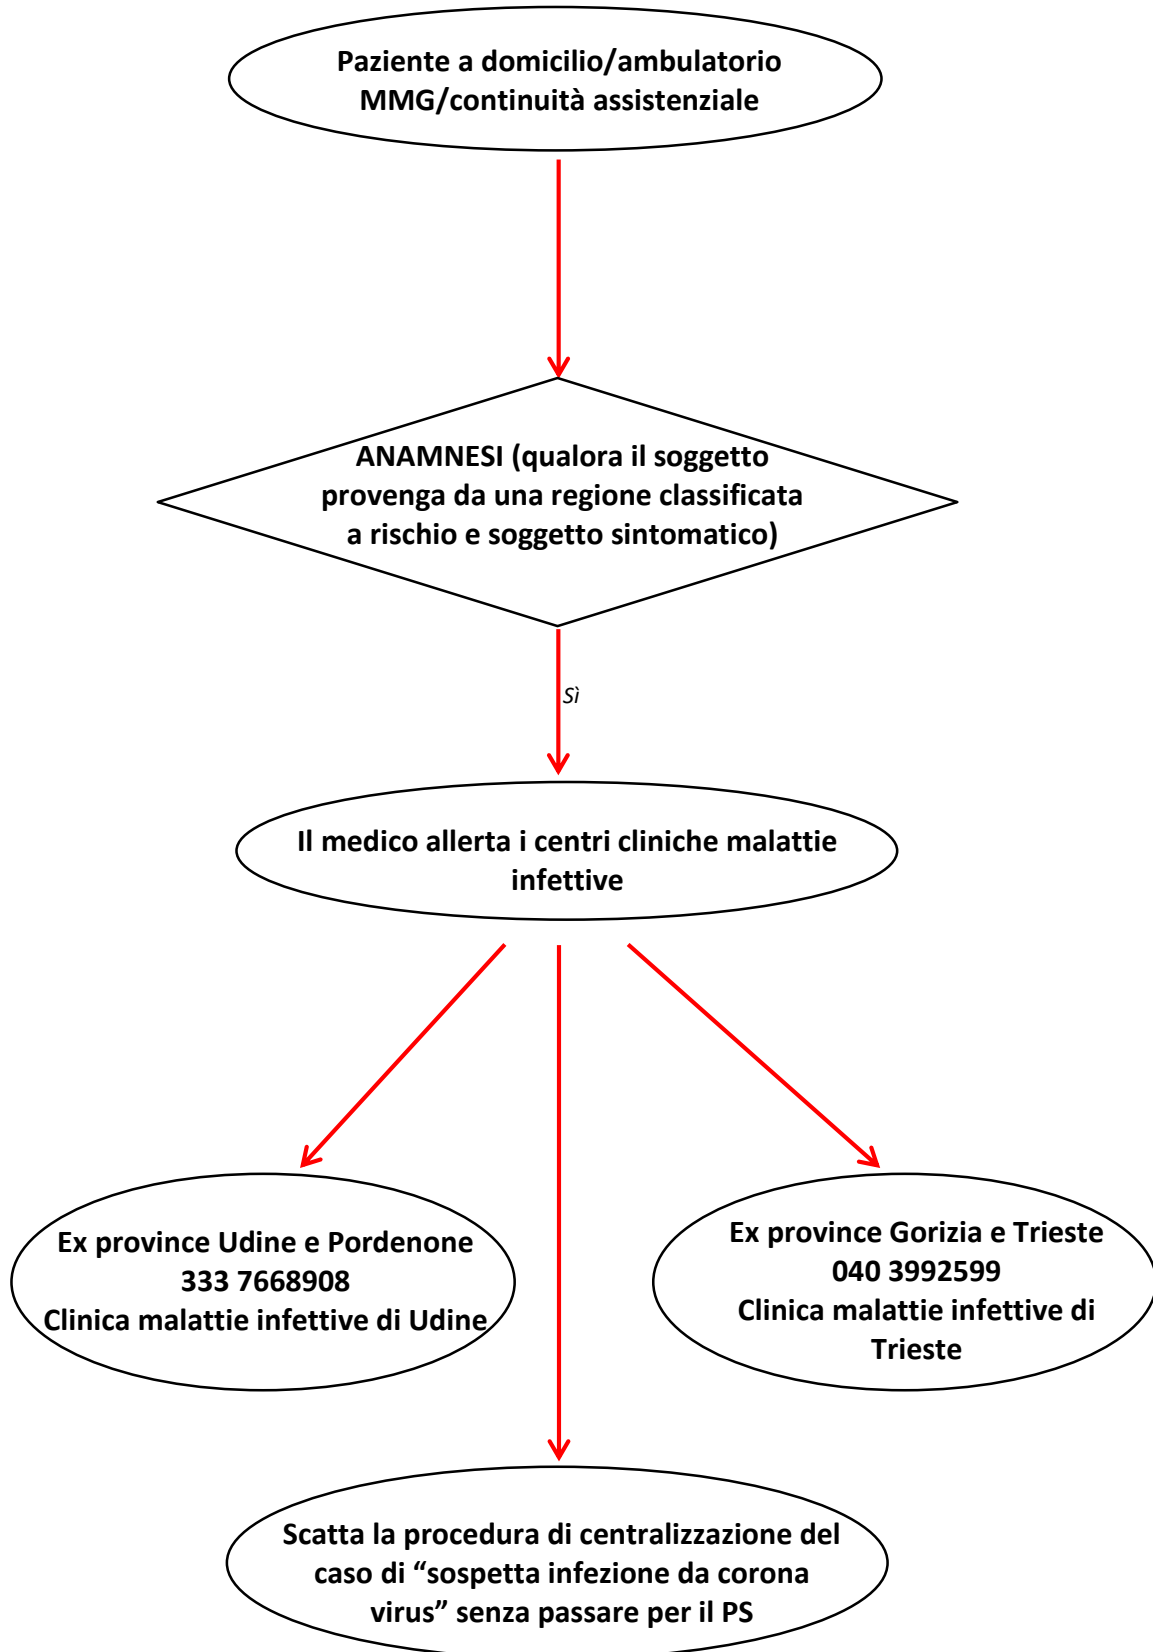 Paziente a domicilio/ambulatorio
MMG/continuità assistenziale
ANAMNESI (qualora il soggetto
provenga da una regione classificata
a rischio e soggetto sintomatico)
Sì
Il medico allerta i centri cliniche malattie
infettive
Ex province Udine e Pordenone
333 7668908
Clinica malattie infettive di Udine
Ex province Gorizia e Trieste
040 3992599
Clinica malattie infettive di
Trieste
Scatta la procedura di centralizzazione del
caso di “sospetta infezione da corona
virus” senza passare per il PS